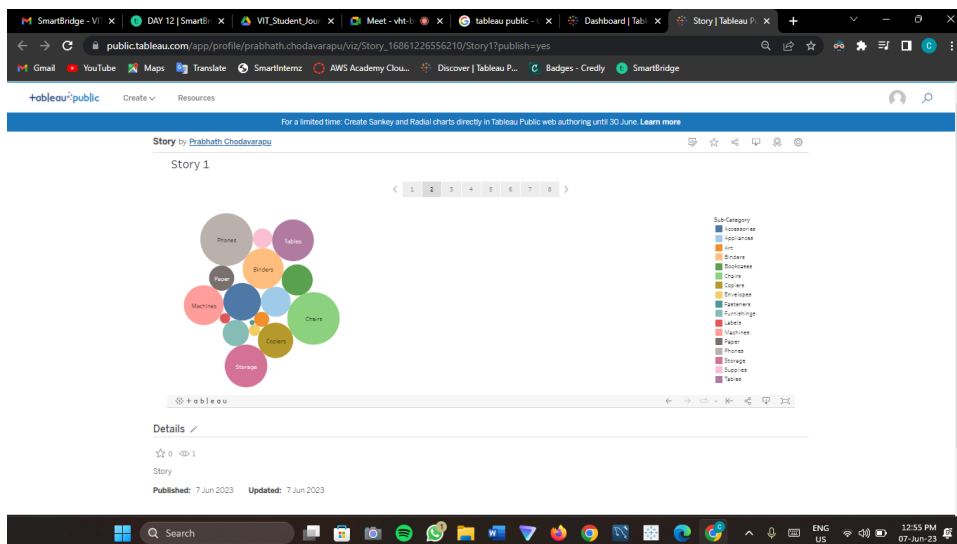 SmartBridge - VIT
DAY 12 | SmartBri
VIT_Student_Jour
Meet - vht-b
tableau public - G
Dashboard | Tabl
Story | Tableau Pu
public.tableau.com/app/profile/prabhath.chodavarapu/viz/Story_16861226556210/Story1?publish=yes
Gmail YouTube Maps Translate SmartInternz AWS Academy Clou... Discover | Tableau P... Badges - Credly SmartBridge
+ableau public Create Resources
For a limited time: Create Sankey and Radial charts directly in Tableau Public web authoring until 30 June. Learn more
Story by Prabhath Chodavarapu
Story 1
1 2 3 4 5 6 7 8
Phones
Tables
Binders
Paper
Machines
Chairs
Copiers
Storage
Sub-Category
Accessories
Appliances
Art
Binders
Bookcases
Chairs
Copiers
Envelopes
Fasteners
Furnishings
Labels
Machines
Paper
Phones
Storage
Supplies
Tables
+ableau
Details
0 1
Story
Published: 7 Jun 2023 Updated: 7 Jun 2023
Search
ENG
US
12:55 PM
07-Jun-23